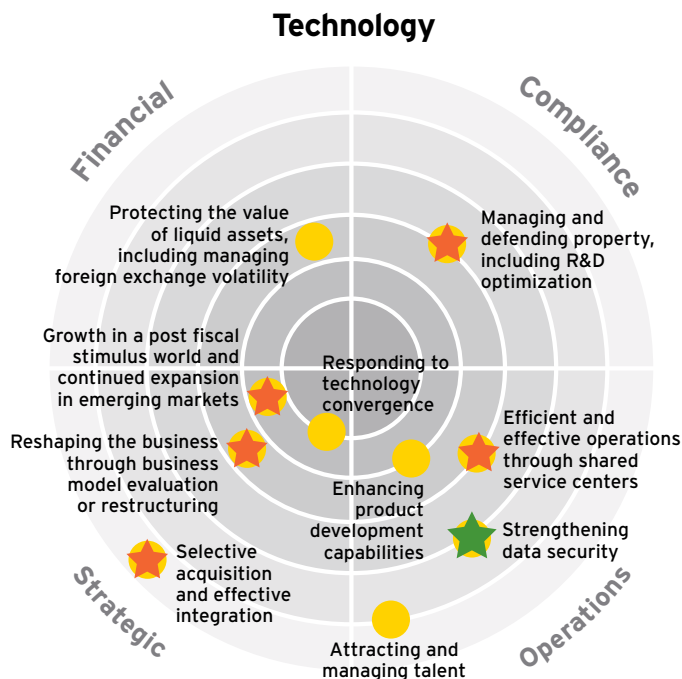 Technology
Financial
Compliance
Protecting the value
of liquid assets,
including managing
foreign exchange volatility
Managing and
defending property,
including R&D
optimization
Growth in a post fiscal
stimulus world and
continued expansion
in emerging markets
Responding to
technology
convergence
Reshaping the business
through business
model evaluation
or restructuring
Efficient and
effective operations
through shared
service centers
Enhancing
product
development
capabilities
Strengthening
data security
Selective
acquisition
and effective
integration
Strategic
Operations
Attracting and
managing talent